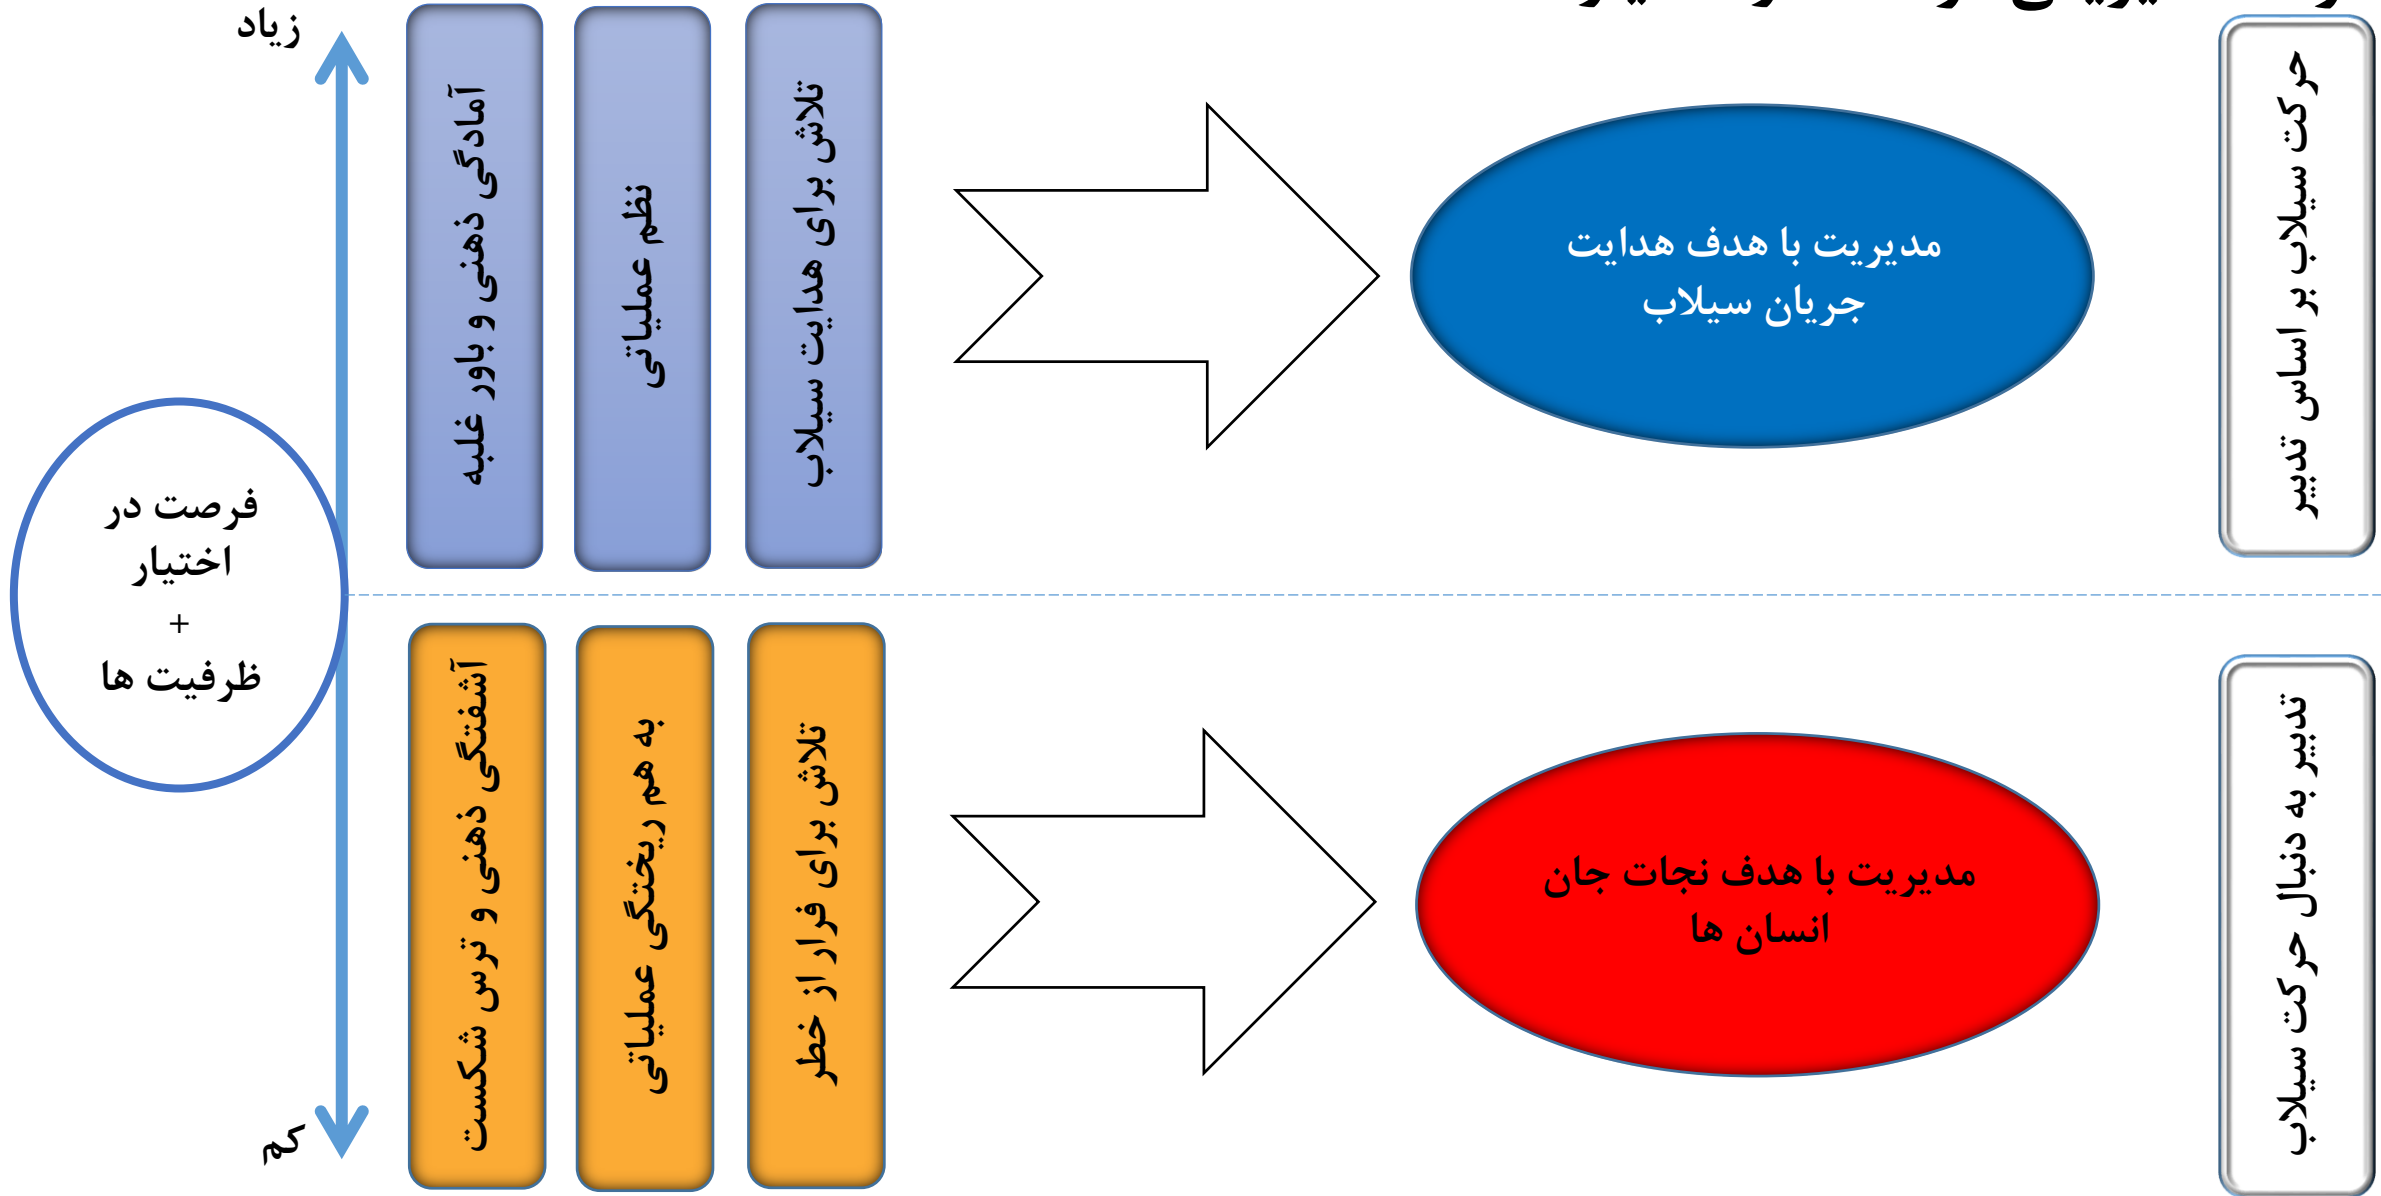 زیاد
آمادگی ذهنی و باور غلبه
نظم عملیاتی
تلاش برای هدایت سیلاب
مدیریت با هدف هدایت
جریان سیلاب
حرکت سیلاب بر اساس تدبیر
فرصت در
اختیار
+
ظرفیت ها
آشفتگی ذهنی و ترس شکست
به هم ریختگی عملیاتی
تلاش برای فرار از خطر
مدیریت با هدف نجات جان
انسان ها
تدبیر به دنبال حرکت سیلاب
کم